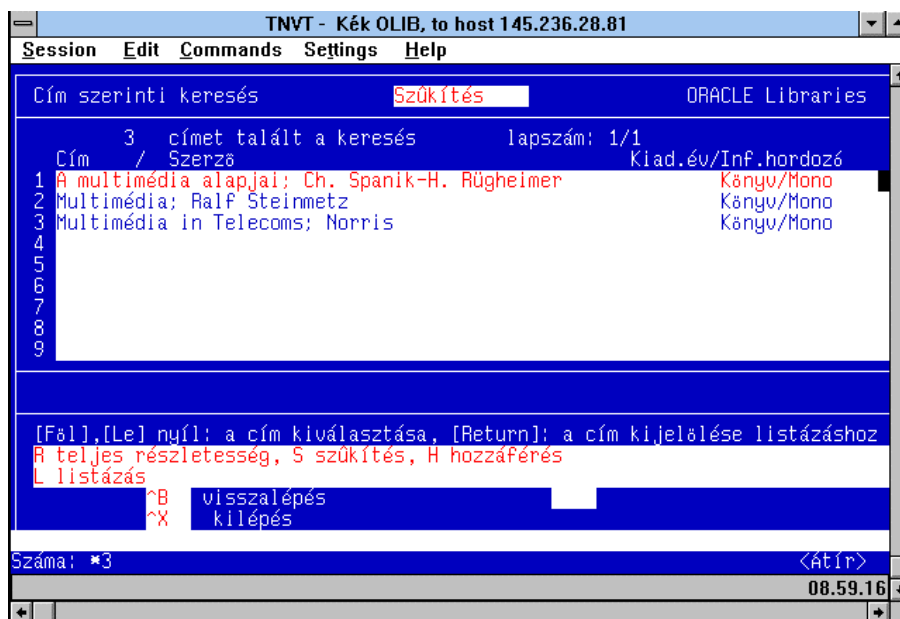 TNVT - Kék OLIB, to host 145.236.28.81
Session Edit Commands Settings Help
Cím szerinti keresés Szûkítés ORACLE Libraries
3 címet talált a keresés lapszám: 1/1
Cím / Szerzõ Kiad.év/Inf.hordozó
1 A multimédia alapjai; Ch. Spanik-H. Rügheimer Könyv/Mono
2 Multimédia; Ralf Steinmetz Könyv/Mono
3 Multimédia in Telecoms; Norris Könyv/Mono
4
5
6
7
8
9
[Föl],[Le] nyíl: a cím kiválasztása, [Return]: a cím kijelölése listázáshoz
R teljes részletesség, S szûkítés, H hozzáférés
L listázás
^B visszalépés
^X kilépés
Száma: *3 <Átír>
08.59.16